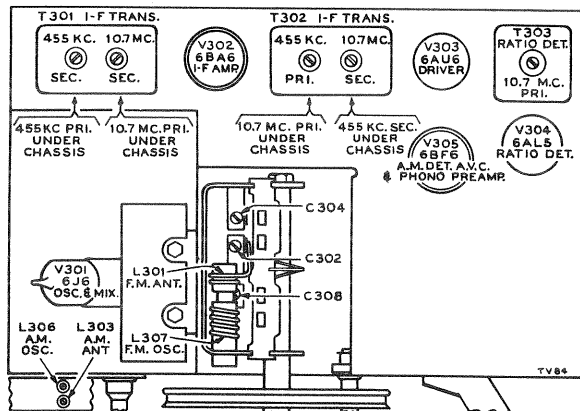 T301 I-F TRANS.
455 KC. 10.7 MC.
SEC. SEC.
455KC PRI.
UNDER
CHASSIS
10.7 MC. PRI.
UNDER
CHASSIS
V302
6BA6
I-F AMP.
T302 I-F TRANS.
455 KC. 10.7 MC.
PRI. SEC.
10.7 MC. PRI.
UNDER
CHASSIS
455 KC. SEC.
UNDER
CHASSIS
V303
6AU6
DRIVER
T303
RATIO DET.
10.7 M.C.
PRI.
V305
6BF6
A.M. DET. A.V.C.
& PHONO PREAMP.
V304
6AL5
RATIO DET.
C304
C302
C308
L301
F.M. ANT.
L307
F.M. OSC.
V301
6J6
OSC. & MIX.
L306
A.M.
OSC.
L303
A.M.
ANT
TV84